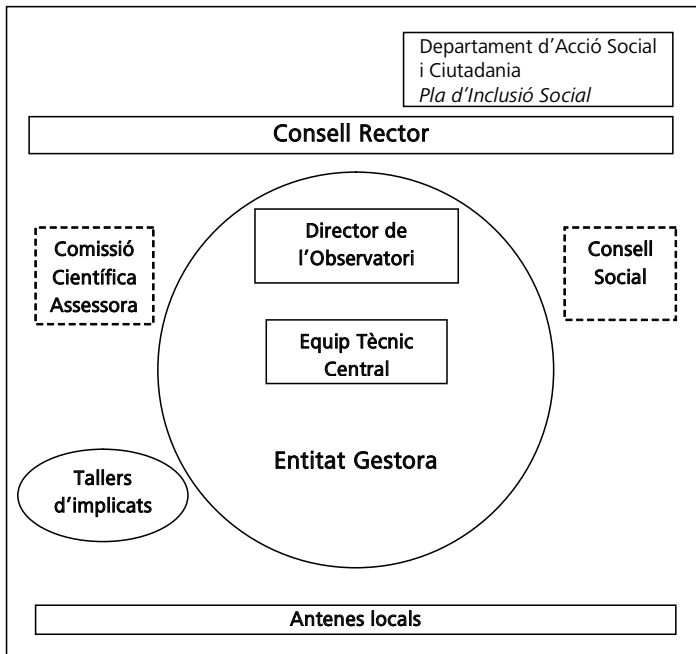 Departament d'Acció Social
i Ciutadania
Pla d'Inclusió Social
Consell Rector
Director de
l'Observatori
Comissió
Científica
Assessora
Consell
Social
Equip Tècnic
Central
Entitat Gestora
Tallers
d'implicats
Antenes locals